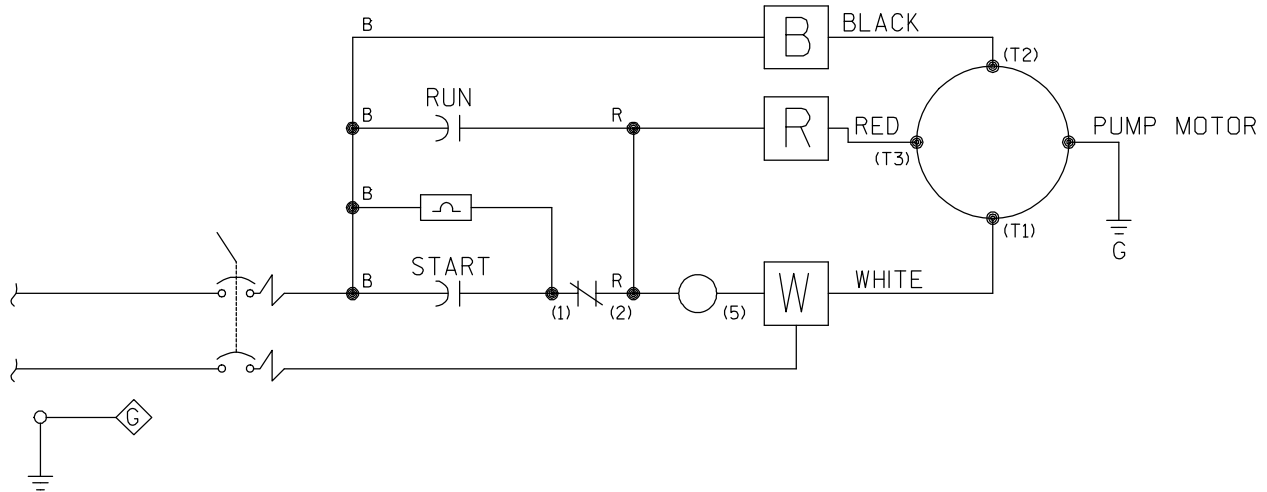 B
B
BLACK
(T2)
RUN
B
R
R
RED
(T3)
PUMP MOTOR
B
(T1)
G
START
B
R
W
WHITE
(1)
(2)
(5)
G